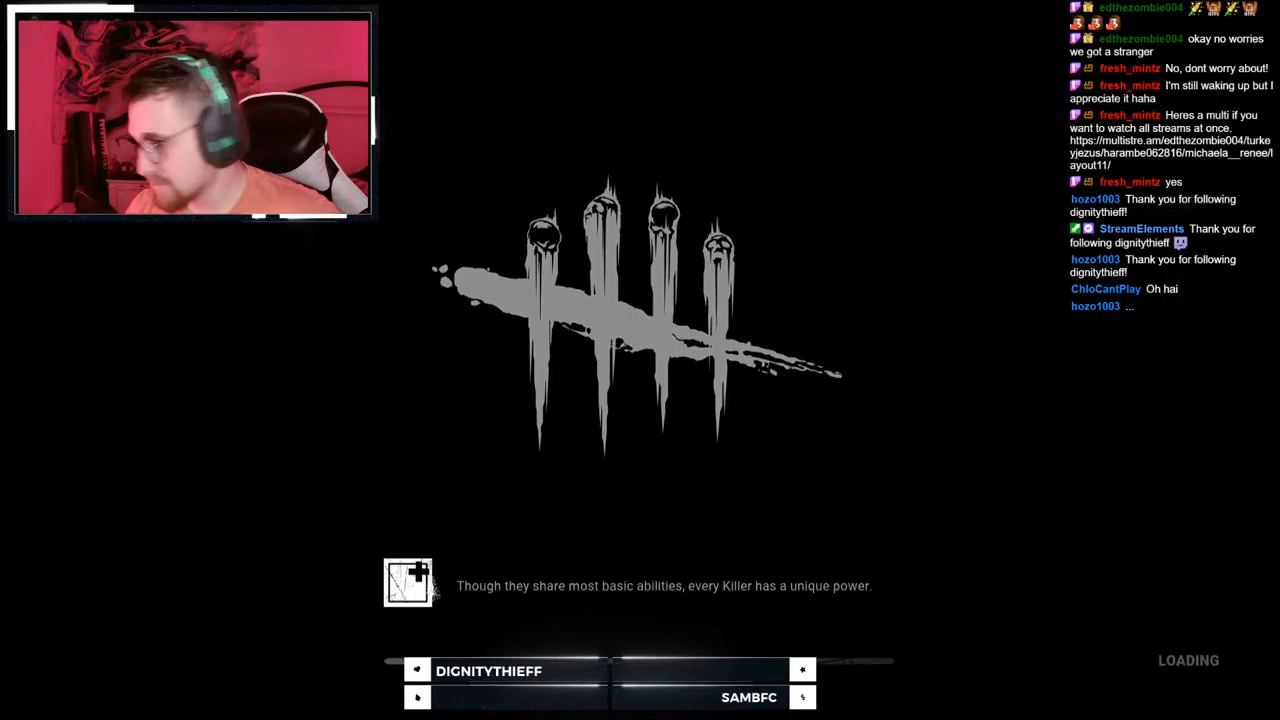 edthezombie004
edthezombie004 okay no worries
we got a stranger
fresh_mintz No, dont worry about!
fresh_mintz I'm still waking up but I
appreciate it haha
fresh_mintz Heres a multi if you
want to watch all streams at once.
https://multistre.am/edthezombie004/turke
yjezus/harambe062816/michaela__renee/l
ayout11/
fresh_mintz yes
hozo1003 Thank you for following
dignitythieff!
StreamElements Thank you for
following dignitythieff
hozo1003 Thank you for following
dignitythieff!
ChloCantPlay Oh hai
hozo1003 ...
Though they share most basic abilities, every Killer has a unique power.
LOADING
DIGNITYTHIEFF
SAMBFC